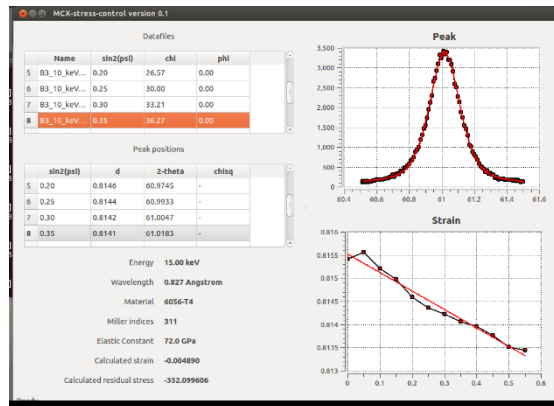 MCX-stress-control version 0.1
Datafiles
Name sin2(psi) chi phi
5 B3_10_keV... 0.20 26.57 0.00
6 B3_10_keV... 0.25 30.00 0.00
7 B3_10_keV... 0.30 33.21 0.00
8 B3_10_keV... 0.35 36.27 0.00
Peak positions
sin2(psi) d 2-theta chisq
5 0.20 0.8146 60.9745 -
6 0.25 0.8144 60.9933 -
7 0.30 0.8142 61.0047 -
8 0.35 0.8141 61.0183 -
Energy 15.00 keV
Wavelength 0.827 Angstrom
Material 6056-T4
Miller indices 311
Elastic Constant 72.0 GPa
Calculated strain -0.004890
Calculated residual stress -352.099606
Peak
3,500
3,000
2,500
2,000
1,500
1,000
500
0
60.4 60.6 60.8 61 61.2 61.4 61.6
Strain
0.816
0.8155
0.815
0.8145
0.814
0.8135
0.813
0 0.1 0.2 0.3 0.4 0.5 0.6